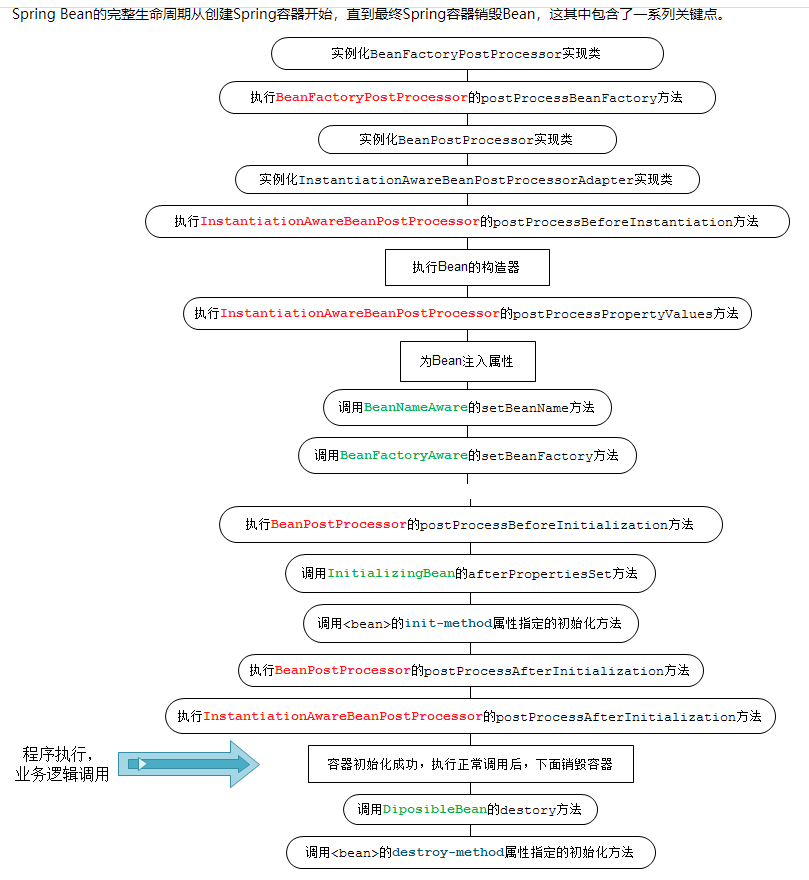 Spring Bean的完整生命周期从创建Spring容器开始，直到最终Spring容器销毁Bean，这其中包含了一系列关键点。
实例化BeanFactoryPostProcessor实现类
执行BeanFactoryPostProcessor的postProcessBeanFactory方法
实例化BeanPostProcessor实现类
实例化InstantiationAwareBeanPostProcessorAdapter实现类
执行InstantiationAwareBeanPostProcessor的postProcessBeforeInstantiation方法
执行Bean的构造器
执行InstantiationAwareBeanPostProcessor的postProcessPropertyValues方法
为Bean注入属性
调用BeanNameAware的setBeanName方法
调用BeanFactoryAware的setBeanFactory方法
执行BeanPostProcessor的postProcessBeforeInitialization方法
调用InitializingBean的afterPropertiesSet方法
调用<bean>的init-method属性指定的初始化方法
执行BeanPostProcessor的postProcessAfterInitialization方法
执行InstantiationAwareBeanPostProcessor的postProcessAfterInitialization方法
程序执行，
业务逻辑调用
容器初始化成功，执行正常调用后，下面销毁容器
调用DiposibleBean的destory方法
调用<bean>的destroy-method属性指定的初始化方法